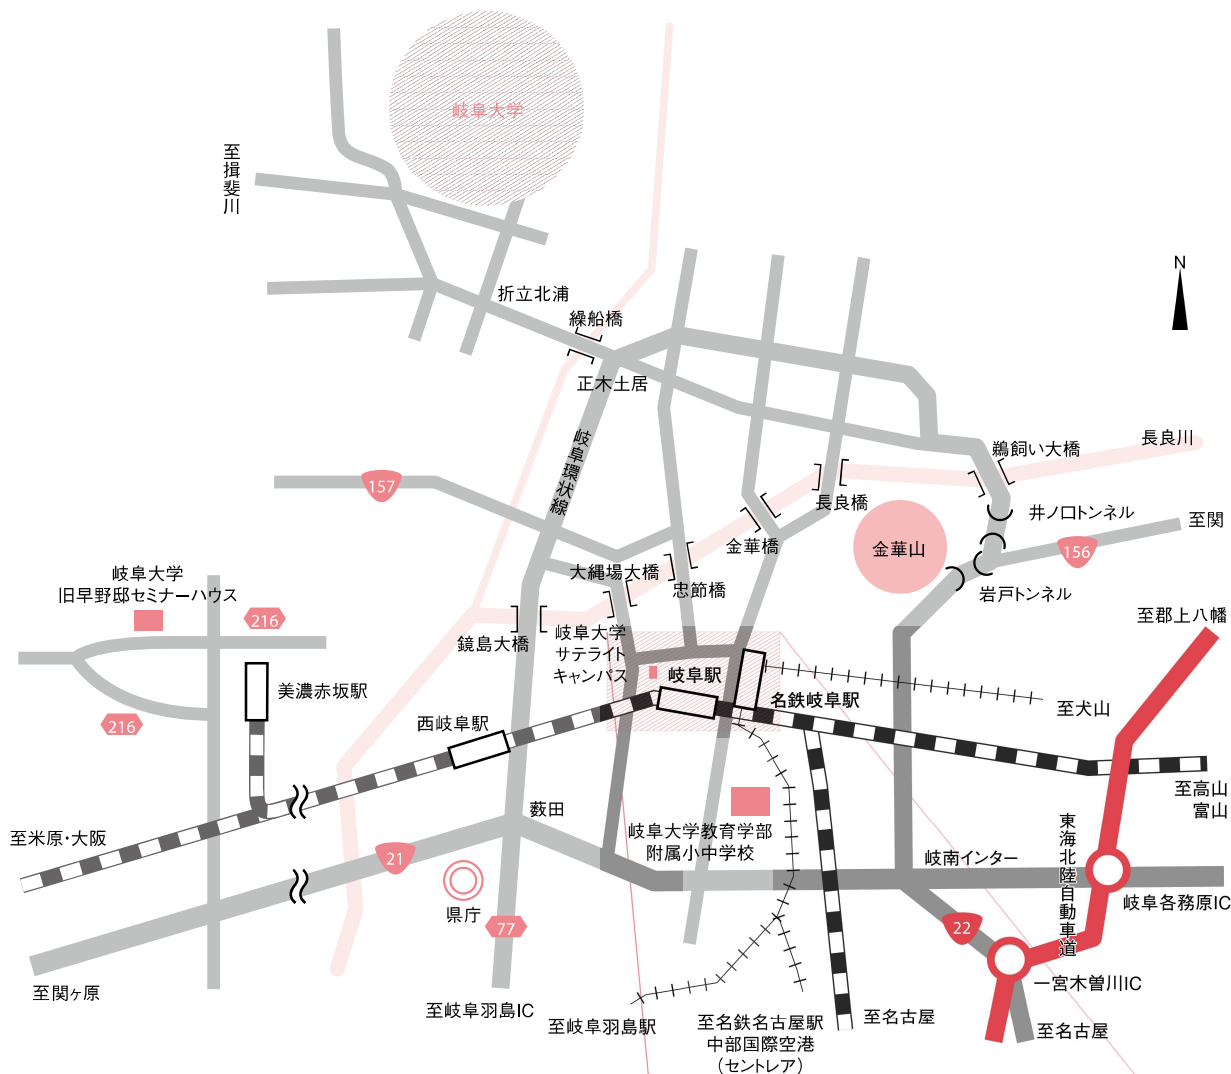 岐阜大学
至揖斐川
N
折立北浦
繰船橋
正木土居
岐阜環状線
長良川
鵜飼い大橋
157
長良橋
井ノ口トンネル
至関
金華橋
金華山
156
大縄場大橋
忠節橋
岩戸トンネル
岐阜大学
旧早野邸セミナーハウス
216
鏡島大橋
岐阜大学
サテライト
キャンパス
至郡上八幡
岐阜駅
美濃赤坂駅
名鉄岐阜駅
至犬山
216
西岐阜駅
至高山
富山
薮田
岐阜大学教育学部
附属小中学校
東海北陸自動車道
至米原・大阪
21
岐南インター
県庁
岐阜各務原IC
77
22
至関ヶ原
一宮木曽川IC
至岐阜羽島IC
至岐阜羽島駅
至名鉄名古屋駅
中部国際空港
（セントレア）
至名古屋
至名古屋